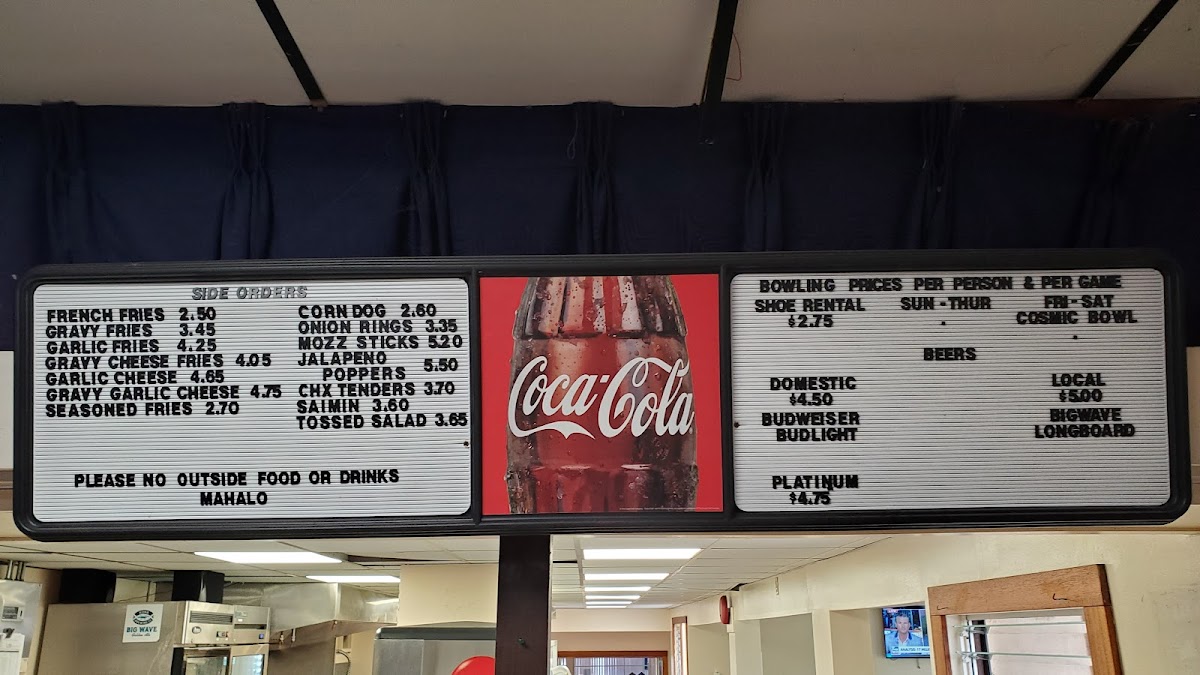 SIDE ORDERS
FRENCH FRIES 2.50
GRAVY FRIES 3.45
GARLIC FRIES 4.25
GRAVY CHEESE FRIES 4.05
GARLIC CHEESE 4.65
GRAVY GARLIC CHEESE 4.75
SEASONED FRIES 2.70
CORN DOG 2.60
ONION RINGS 3.35
MOZZ STICKS 5.20
JALAPENO
POPPERS 5.50
CHX TENDERS 3.70
SAIMIN 3.60
TOSSED SALAD 3.65
PLEASE NO OUTSIDE FOOD OR DRINKS
MAHALO
Coca-Cola
BOWLING PRICES PER PERSON & PER GAME
SHOE RENTAL SUN-THUR FRI-SAT
$2.75 COSMIC BOWL
BEERS
DOMESTIC
$4.50
BUDWEISER
BUDLIGHT
PLATINUM
$4.75
LOCAL
$5.00
BIGWAVE
LONGBOARD
BIG WAVE